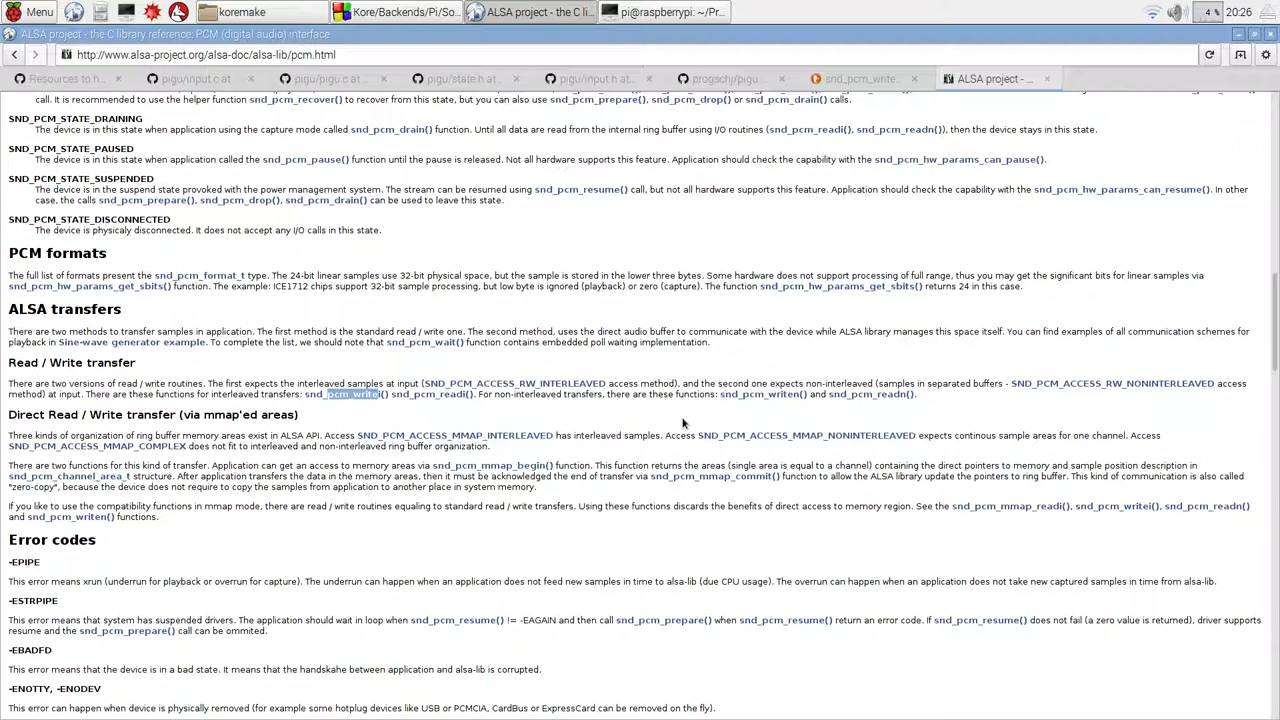 Menu
koremake
Kore/Backends/Pi/So...
ALSA project - the C li...
pi@raspberrypi: ~/Pr...
4 %
20:26
ALSA project - the C library reference: PCM (digital audio) interface
http://www.alsa-project.org/alsa-doc/alsa-lib/pcm.html
Resources to h...
pigu/input.c at
pigu/pigu.c at
pigu/state.h at
pigu/input.h at...
progschj/pigu
snd_pcm_write...
ALSA project - ...
call. It is recommended to use the helper function snd_pcm_recover() to recover from this state, but you can also use snd_pcm_prepare(), snd_pcm_drop() or snd_pcm_drain() calls.
SND_PCM_STATE_DRAINING
The device is in this state when application using the capture mode called snd_pcm_drain() function. Until all data are read from the internal ring buffer using I/O routines (snd_pcm_readi(), snd_pcm_readn()), then the device stays in this state.
SND_PCM_STATE_PAUSED
The device is in this state when application called the snd_pcm_pause() function until the pause is released. Not all hardware supports this feature. Application should check the capability with the snd_pcm_hw_params_can_pause().
SND_PCM_STATE_SUSPENDED
The device is in the suspend state provoked with the power management system. The stream can be resumed using snd_pcm_resume() call, but not all hardware supports this feature. Application should check the capability with the snd_pcm_hw_params_can_resume(). In other
case, the calls snd_pcm_prepare(), snd_pcm_drop(), snd_pcm_drain() can be used to leave this state.
SND_PCM_STATE_DISCONNECTED
The device is physicaly disconnected. It does not accept any I/O calls in this state.
PCM formats
The full list of formats present the snd_pcm_format_t type. The 24-bit linear samples use 32-bit physical space, but the sample is stored in the lower three bytes. Some hardware does not support processing of full range, thus you may get the significant bits for linear samples via
snd_pcm_hw_params_get_sbits() function. The example: ICE1712 chips support 32-bit sample processing, but low byte is ignored (playback) or zero (capture). The function snd_pcm_hw_params_get_sbits() returns 24 in this case.
ALSA transfers
There are two methods to transfer samples in application. The first method is the standard read / write one. The second method, uses the direct audio buffer to communicate with the device while ALSA library manages this space itself. You can find examples of all communication schemes for
playback in Sine-wave generator example. To complete the list, we should note that snd_pcm_wait() function contains embedded poll waiting implementation.
Read / Write transfer
There are two versions of read / write routines. The first expects the interleaved samples at input (SND_PCM_ACCESS_RW_INTERLEAVED access method), and the second one expects non-interleaved (samples in separated buffers - SND_PCM_ACCESS_RW_NONINTERLEAVED access
method) at input. There are these functions for interleaved transfers: snd_pcm_writei() snd_pcm_readi(). For non-interleaved transfers, there are these functions: snd_pcm_writen() and snd_pcm_readn().
Direct Read / Write transfer (via mmap'ed areas)
Three kinds of organization of ring buffer memory areas exist in ALSA API. Access SND_PCM_ACCESS_MMAP_INTERLEAVED has interleaved samples. Access SND_PCM_ACCESS_MMAP_NONINTERLEAVED expects continous sample areas for one channel. Access
SND_PCM_ACCESS_MMAP_COMPLEX does not fit to interleaved and non-interleaved ring buffer organization.
There are two functions for this kind of transfer. Application can get an access to memory areas via snd_pcm_mmap_begin() function. This function returns the areas (single area is equal to a channel) containing the direct pointers to memory and sample position description in
snd_pcm_channel_area_t structure. After application transfers the data in the memory areas, then it must be acknowledged the end of transfer via snd_pcm_mmap_commit() function to allow the ALSA library update the pointers to ring buffer. This kind of communication is also called
"zero-copy", because the device does not require to copy the samples from application to another place in system memory.
If you like to use the compatibility functions in mmap mode, there are read / write routines equaling to standard read / write transfers. Using these functions discards the benefits of direct access to memory region. See the snd_pcm_mmap_readi(), snd_pcm_writei(), snd_pcm_readn()
and snd_pcm_writen() functions.
Error codes
-EPIPE
This error means xrun (underrun for playback or overrun for capture). The underrun can happen when an application does not feed new samples in time to alsa-lib (due CPU usage). The overrun can happen when an application does not take new captured samples in time from alsa-lib.
-ESTRPIPE
This error means that system has suspended drivers. The application should wait in loop when snd_pcm_resume() != -EAGAIN and then call snd_pcm_prepare() when snd_pcm_resume() return an error code. If snd_pcm_resume() does not fail (a zero value is returned), driver supports
resume and the snd_pcm_prepare() call can be ommited.
-EBADFD
This error means that the device is in a bad state. It means that the handskahe between application and alsa-lib is corrupted.
-ENOTTY, -ENODEV
This error can happen when device is physically removed (for example some hotplug devices like USB or PCMCIA, CardBus or ExpressCard can be removed on the fly).